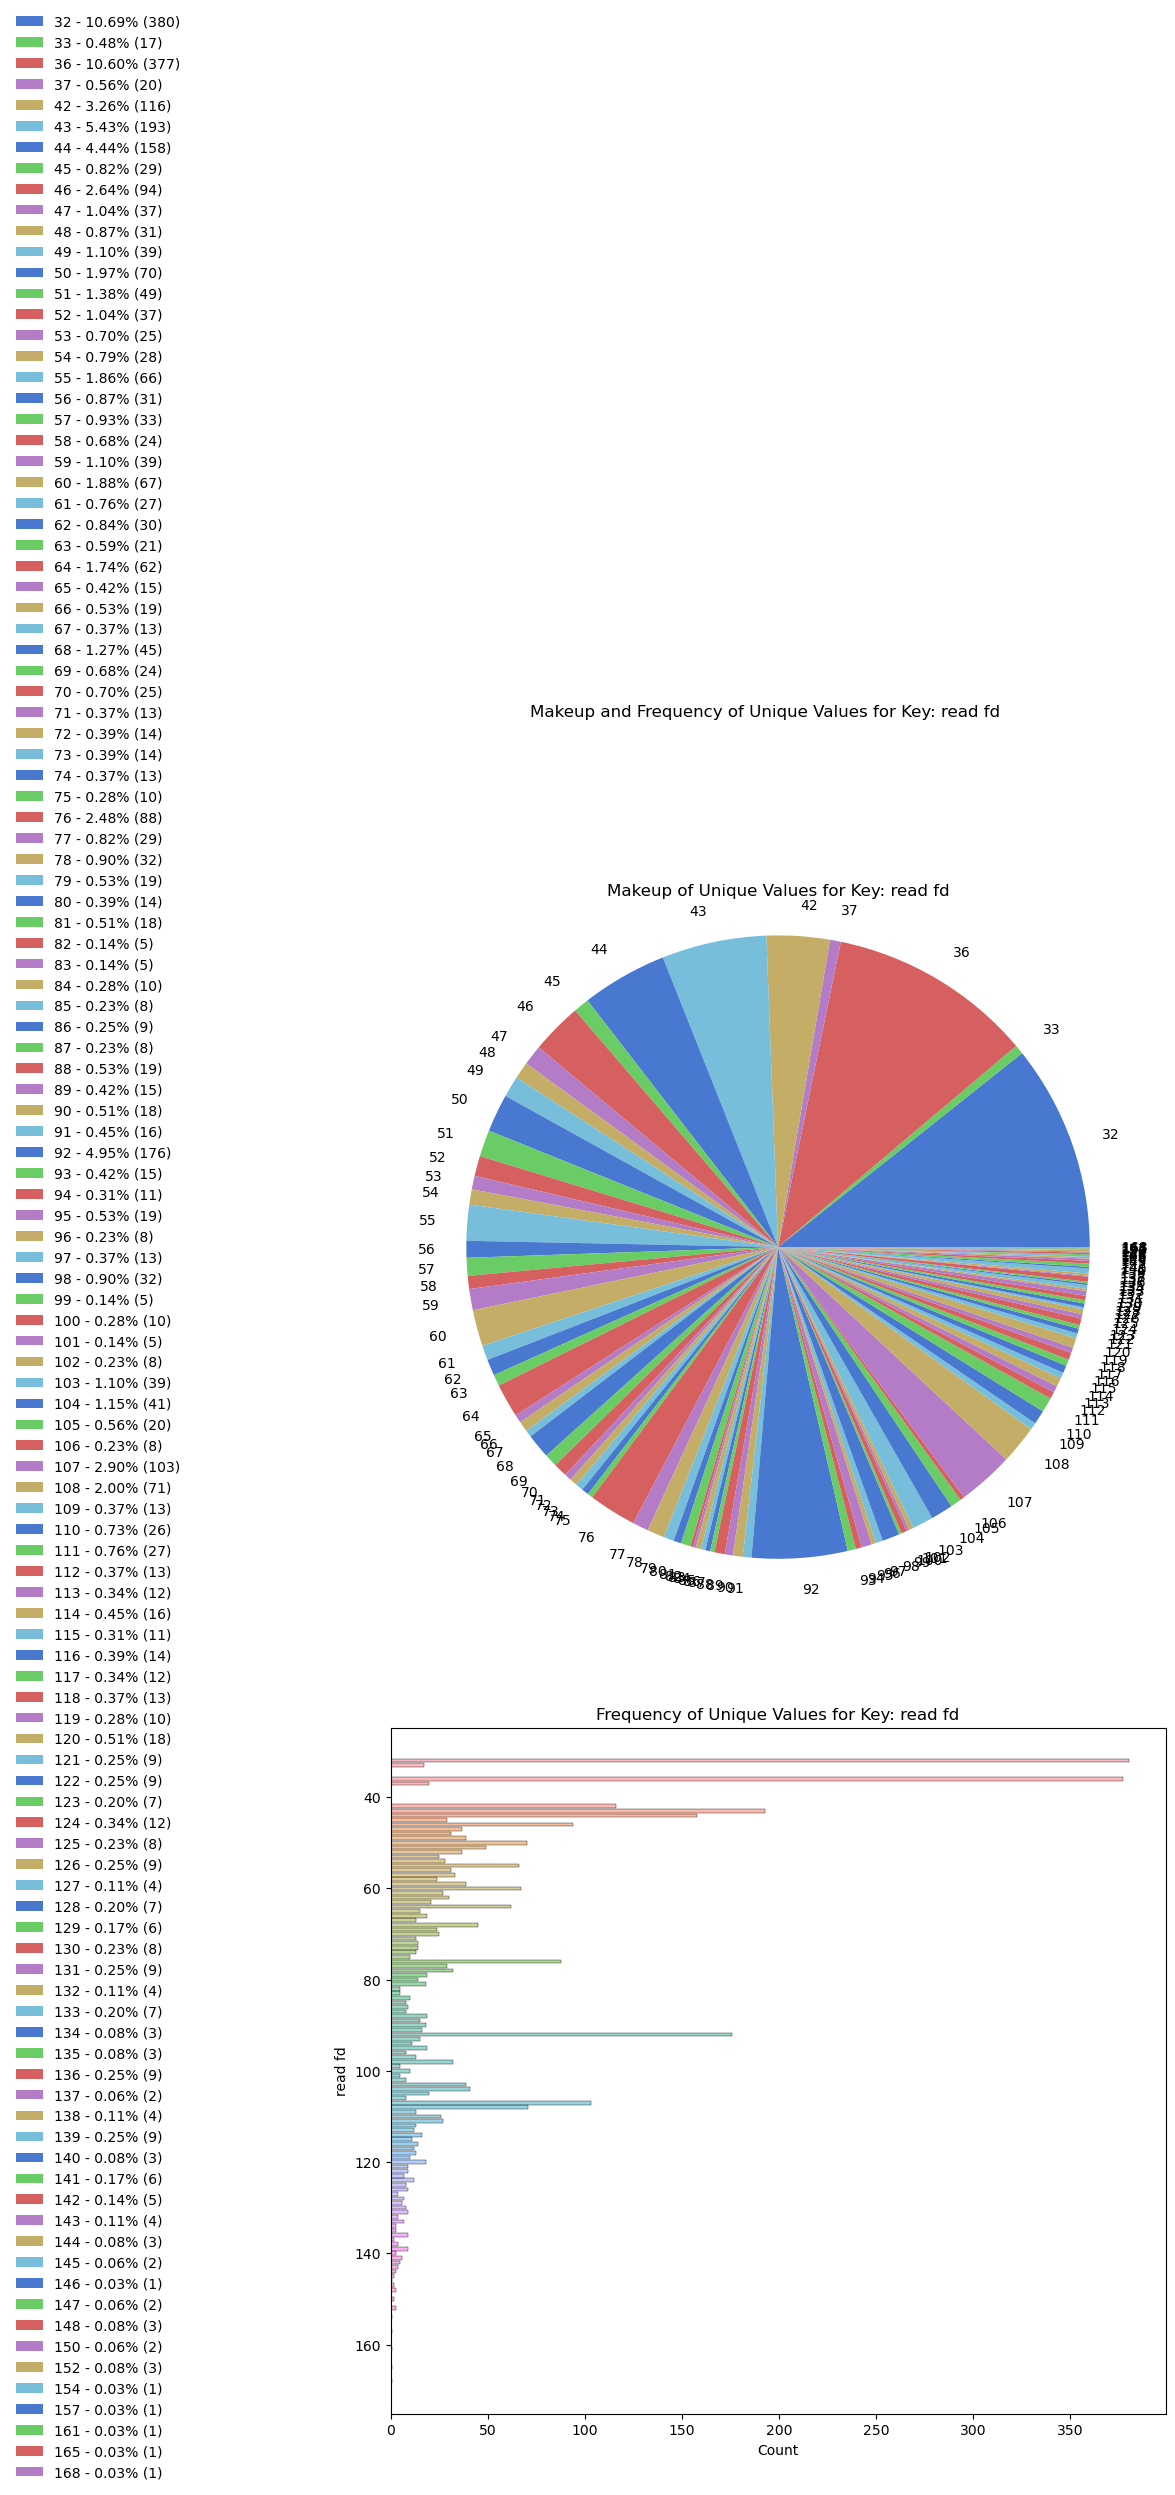 32 - 10.69% (380)
33 - 0.48% (17)
36 - 10.60% (377)
37 - 0.56% (20)
42 - 3.26% (116)
43 - 5.43% (193)
44 - 4.44% (158)
45 - 0.82% (29)
46 - 2.64% (94)
47 - 1.04% (37)
48 - 0.87% (31)
49 - 1.10% (39)
50 - 1.97% (70)
51 - 1.38% (49)
52 - 1.04% (37)
53 - 0.70% (25)
54 - 0.79% (28)
55 - 1.86% (66)
56 - 0.87% (31)
57 - 0.93% (33)
58 - 0.68% (24)
59 - 1.10% (39)
60 - 1.88% (67)
61 - 0.76% (27)
62 - 0.84% (30)
63 - 0.59% (21)
64 - 1.74% (62)
65 - 0.42% (15)
66 - 0.53% (19)
67 - 0.37% (13)
68 - 1.27% (45)
69 - 0.68% (24)
70 - 0.70% (25)
71 - 0.37% (13)
72 - 0.39% (14)
73 - 0.39% (14)
74 - 0.37% (13)
75 - 0.28% (10)
76 - 2.48% (88)
77 - 0.82% (29)
78 - 0.90% (32)
79 - 0.53% (19)
80 - 0.39% (14)
81 - 0.51% (18)
82 - 0.14% (5)
83 - 0.14% (5)
84 - 0.28% (10)
85 - 0.23% (8)
86 - 0.25% (9)
87 - 0.23% (8)
88 - 0.53% (19)
89 - 0.42% (15)
90 - 0.51% (18)
91 - 0.45% (16)
92 - 4.95% (176)
93 - 0.42% (15)
94 - 0.31% (11)
95 - 0.53% (19)
96 - 0.23% (8)
97 - 0.37% (13)
98 - 0.90% (32)
99 - 0.14% (5)
100 - 0.28% (10)
101 - 0.14% (5)
102 - 0.23% (8)
103 - 1.10% (39)
104 - 1.15% (41)
105 - 0.56% (20)
106 - 0.23% (8)
107 - 2.90% (103)
108 - 2.00% (71)
109 - 0.37% (13)
110 - 0.73% (26)
111 - 0.76% (27)
112 - 0.37% (13)
113 - 0.34% (12)
114 - 0.45% (16)
115 - 0.31% (11)
116 - 0.39% (14)
117 - 0.34% (12)
118 - 0.37% (13)
119 - 0.28% (10)
120 - 0.51% (18)
121 - 0.25% (9)
122 - 0.25% (9)
123 - 0.20% (7)
124 - 0.34% (12)
125 - 0.23% (8)
126 - 0.25% (9)
127 - 0.11% (4)
128 - 0.20% (7)
129 - 0.17% (6)
130 - 0.23% (8)
131 - 0.25% (9)
132 - 0.11% (4)
133 - 0.20% (7)
134 - 0.08% (3)
135 - 0.08% (3)
136 - 0.25% (9)
137 - 0.06% (2)
138 - 0.11% (4)
139 - 0.25% (9)
140 - 0.08% (3)
141 - 0.17% (6)
142 - 0.14% (5)
143 - 0.11% (4)
144 - 0.08% (3)
145 - 0.06% (2)
146 - 0.03% (1)
147 - 0.06% (2)
148 - 0.08% (3)
150 - 0.06% (2)
152 - 0.08% (3)
154 - 0.03% (1)
157 - 0.03% (1)
161 - 0.03% (1)
165 - 0.03% (1)
168 - 0.03% (1)
Makeup and Frequency of Unique Values for Key: read fd
Makeup of Unique Values for Key: read fd
32
33
36
37
42
43
44
45
46
47
48
49
50
51
52
53
54
55
56
57
58
59
60
61
62
63
64
65
66
67
68
69
70
71
72
73
74
75
76
77
78
79
89
90
91
92
98
103
104
105
106
107
108
109
110
111
112
113
114
115
116
117
118
119
120
Frequency of Unique Values for Key: read fd
read fd
40
60
80
100
120
140
160
0
50
100
150
200
250
300
350
Count